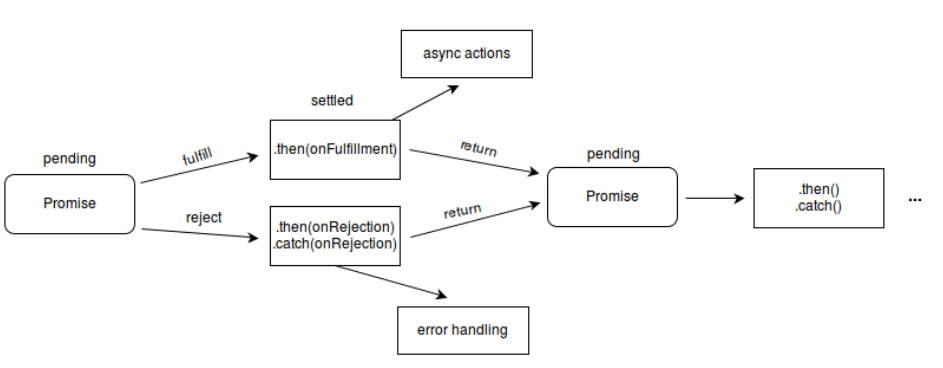 async actions
settled
.then(onFulfillment)
pending
fulfill
return
pending
Promise
Promise
.then()
.catch()
...
reject
.then(onRejection)
.catch(onRejection)
return
error handling